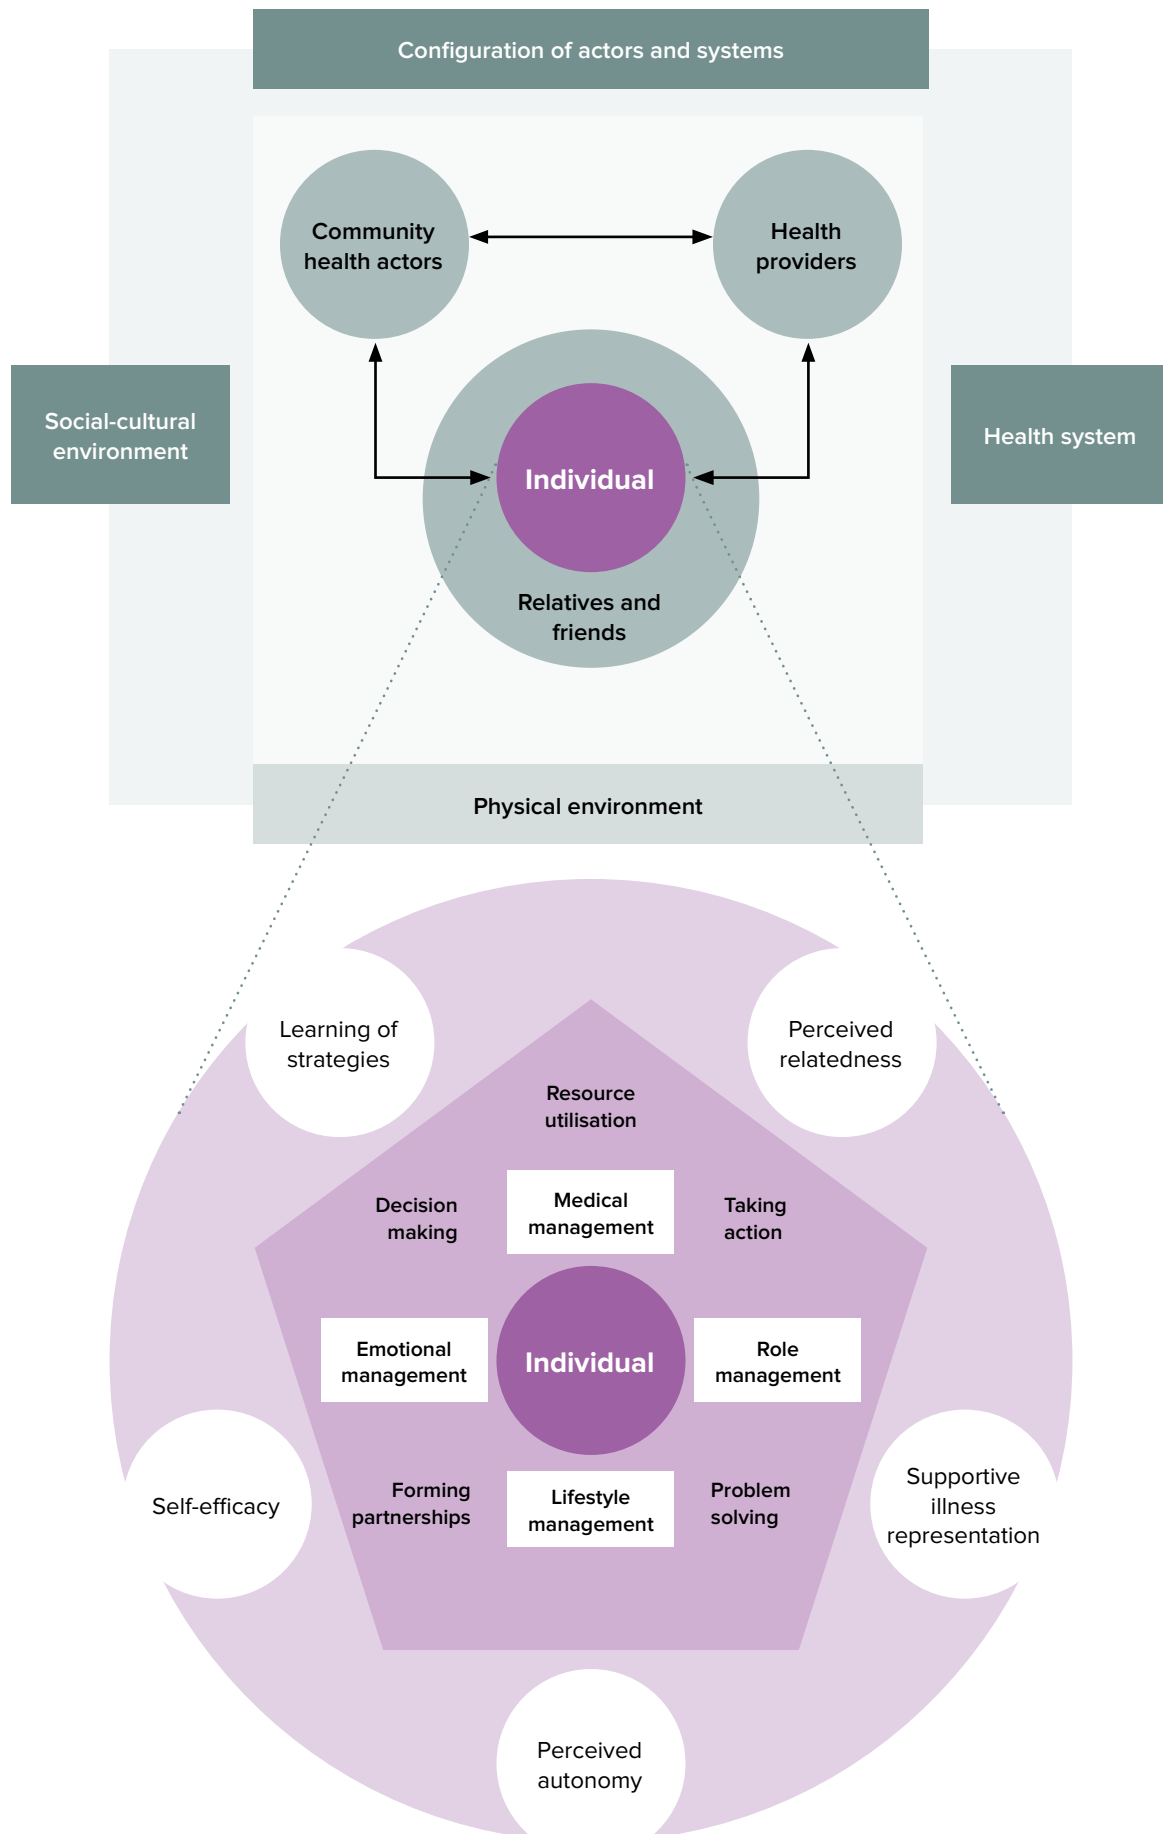 Configuration of actors and systems
Community
health actors
Health
providers
Social-cultural
environment
Health system
Individual
Relatives and
friends
Physical environment
Learning of
strategies
Perceived
relatedness
Resource
utilisation
Decision
making
Medical
management
Taking
action
Emotional
management
Individual
Role
management
Self-efficacy
Forming
partnerships
Lifestyle
management
Problem
solving
Supportive
illness
representation
Perceived
autonomy